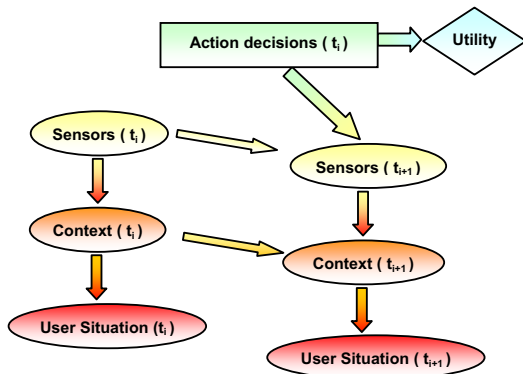 Action decisions ( tᵢ )
Utility
Sensors ( tᵢ )
Sensors ( tᵢ₊₁ )
Context ( tᵢ )
Context ( tᵢ₊₁ )
User Situation (tᵢ )
User Situation ( tᵢ₊₁ )